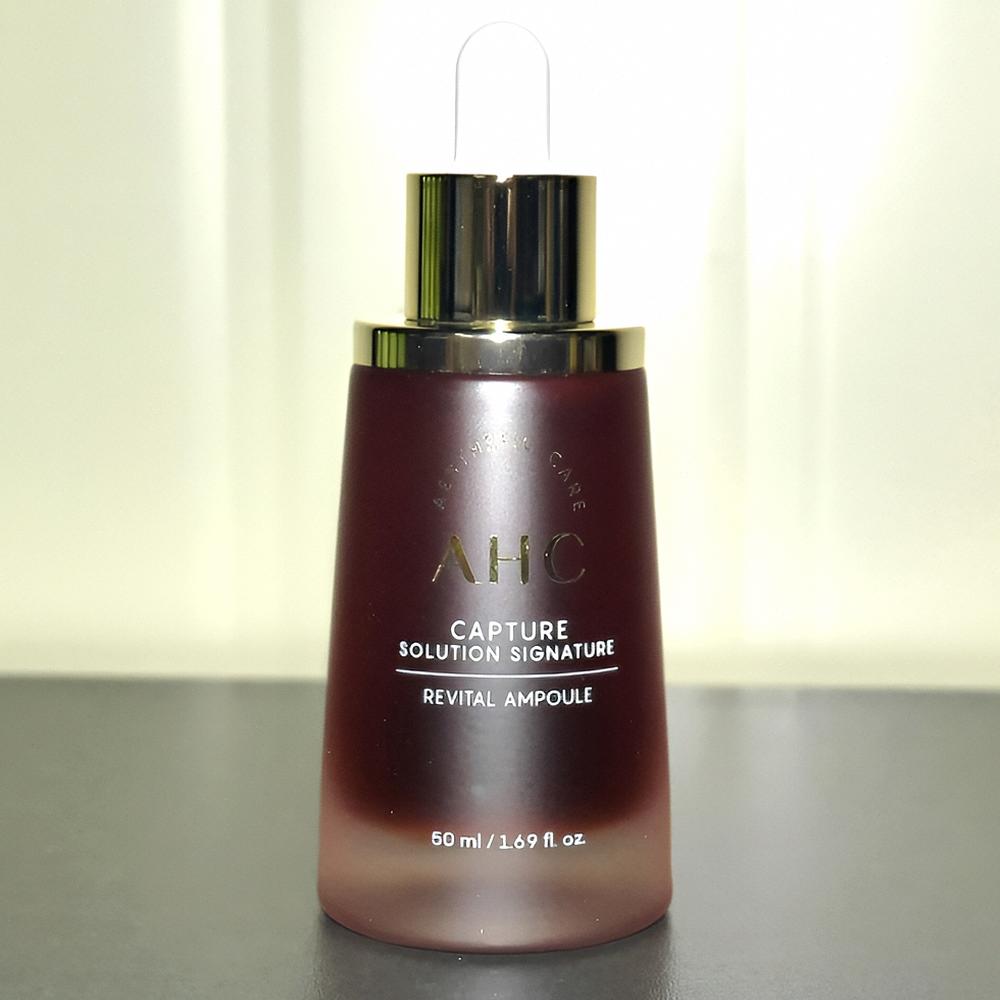 AESTHETIC CARE
AHC
CAPTURE
SOLUTION SIGNATURE
REVITAL AMPOULE
50 ml / 1.69 fl. oz.